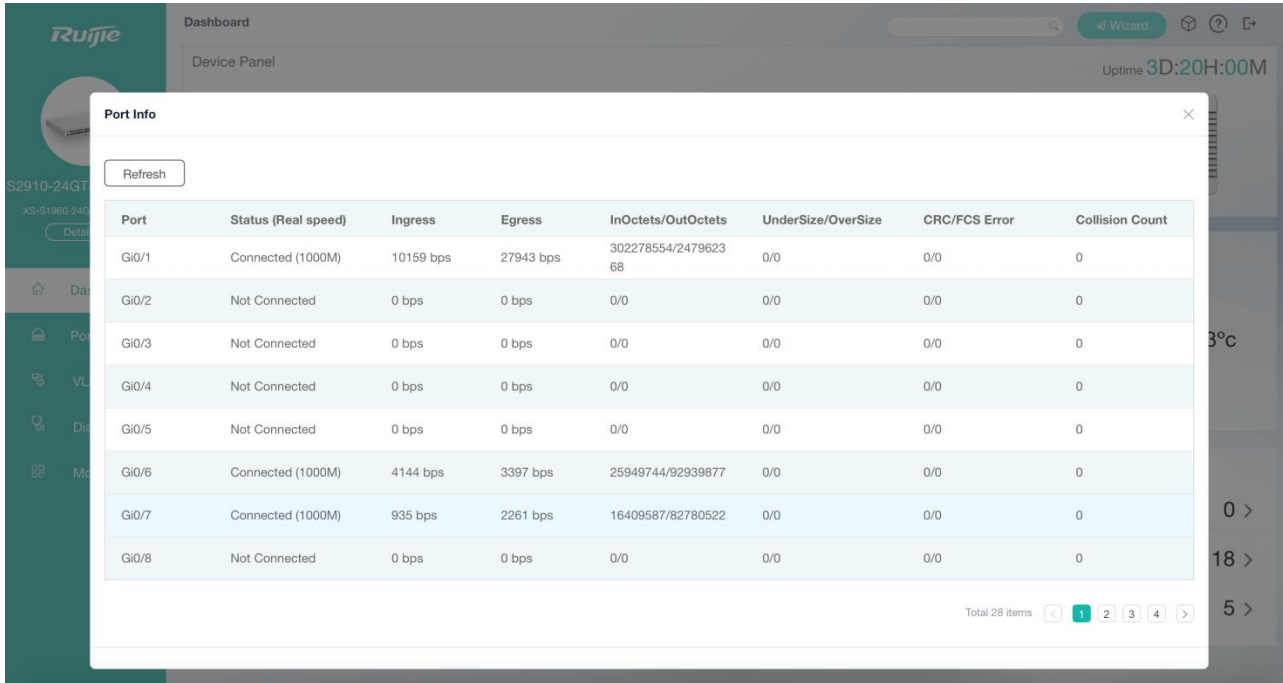 Ruijie
Dashboard
Wizard
Device Panel
Uptime 3D:20H:00M
Port Info
Refresh
S2910-24GT
XS-S1960-24G
Detai
Port Status (Real speed) Ingress Egress InOctets/OutOctets UnderSize/OverSize CRC/FCS Error Collision Count
Gi0/1 Connected (1000M) 10159 bps 27943 bps 302278554/2479623 0/0 0/0 0
68
Gi0/2 Not Connected 0 bps 0 bps 0/0 0/0 0/0 0
Das
Gi0/3 Not Connected 0 bps 0 bps 0/0 0/0 0/0 0
Por
3°c
Gi0/4 Not Connected 0 bps 0 bps 0/0 0/0 0/0 0
VL
Gi0/5 Not Connected 0 bps 0 bps 0/0 0/0 0/0 0
Dia
Gi0/6 Connected (1000M) 4144 bps 3397 bps 25949744/92939877 0/0 0/0 0
Mo
Gi0/7 Connected (1000M) 935 bps 2261 bps 16409587/82780522 0/0 0/0 0
0 >
Gi0/8 Not Connected 0 bps 0 bps 0/0 0/0 0/0 0
18 >
Total 28 items < 1 2 3 4 >
5 >